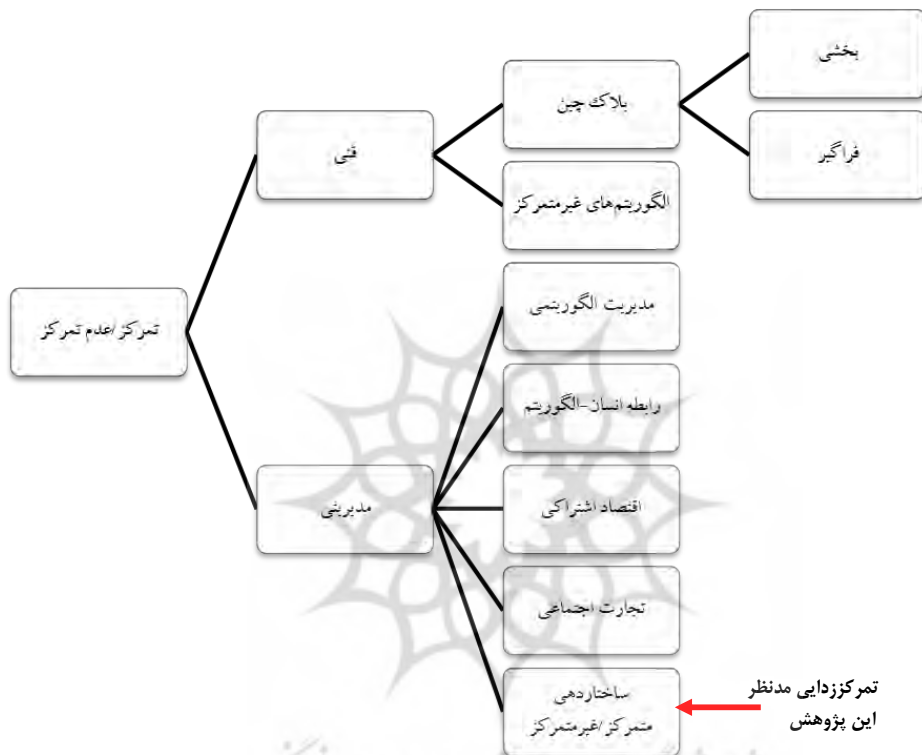 بخشی
بلاک چین
فنی
فراگیر
الگوریتم‌های غیرمتمرکز
مدیریت الگوریتمی
تمرکز/عدم تمرکز
رابطه انسان-الگوریتم
مدیریتی
اقتصاد اشتراکی
تجارت اجتماعی
ساختاردهی
متمرکز/غیرمتمرکز
تمرکززدایی مدنظر
این پژوهش